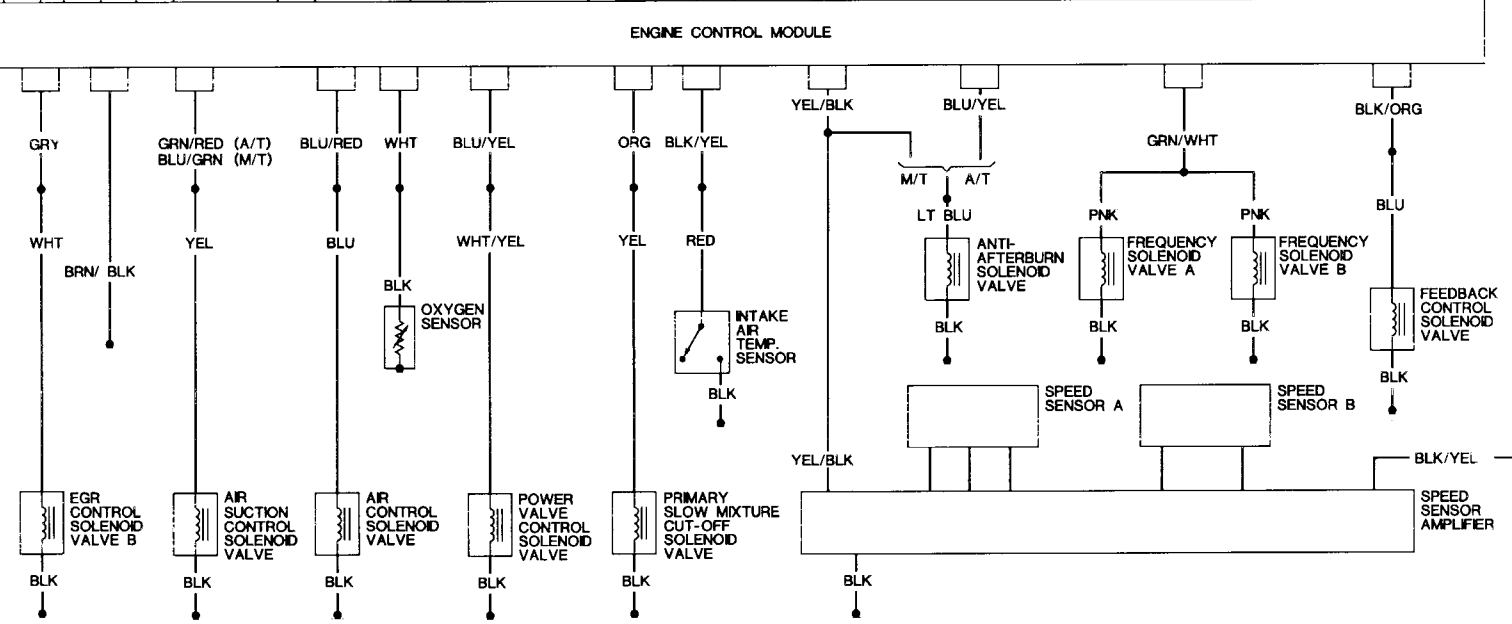 ENGINE CONTROL MODULE
GRY
GRN/RED (A/T)
BLU/GRN (M/T)
BLU/RED
WHT
BLU/YEL
ORG
BLK/YEL
YEL/BLK
BLU/YEL
GRN/WHT
BLK/ORG
M/T
A/T
WHT
BRN/ BLK
YEL
BLU
BLK
WHT/YEL
YEL
RED
LT BLU
PNK
PNK
BLU
OXYGEN
SENSOR
INTAKE
AIR
TEMP.
SENSOR
BLK
ANTI-
AFTERBURN
SOLENOID
VALVE
BLK
FREQUENCY
SOLENOID
VALVE A
BLK
FREQUENCY
SOLENOID
VALVE B
BLK
FEEDBACK
CONTROL
SOLENOID
VALVE
BLK
SPEED
SENSOR A
SPEED
SENSOR B
YEL/BLK
BLK/YEL
EGR
CONTROL
SOLENOID
VALVE B
AIR
SUCTION
CONTROL
SOLENOID
VALVE
AIR
CONTROL
SOLENOID
VALVE
POWER
VALVE
CONTROL
SOLENOID
VALVE
PRIMARY
SLOW MIXTURE
CUT-OFF
SOLENOID
VALVE
SPEED
SENSOR
AMPLIFIER
BLK
BLK
BLK
BLK
BLK
BLK